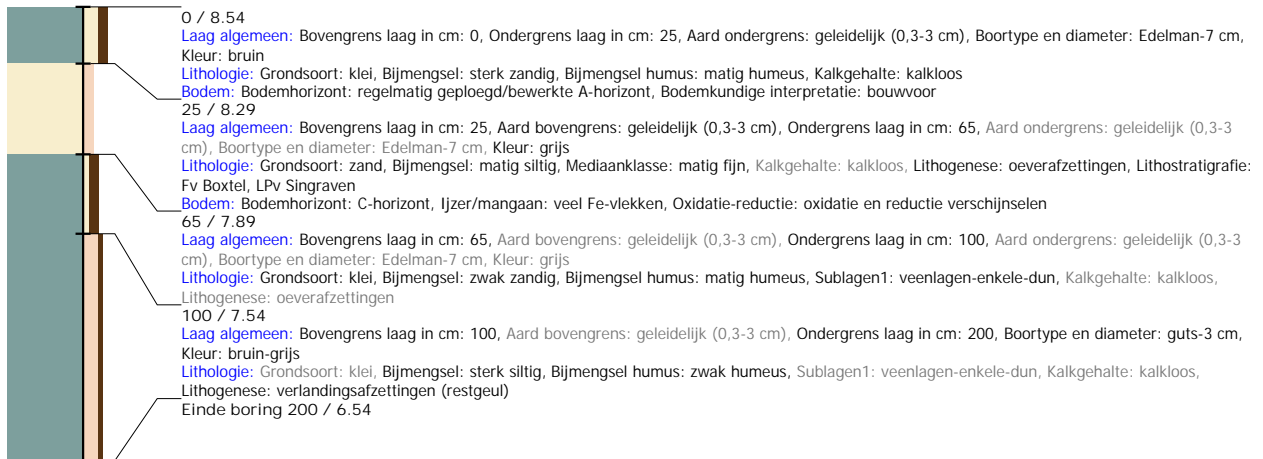 0 / 8.54
Laag algemeen: Bovengrens laag in cm: 0, Ondergrens laag in cm: 25, Aard ondergrens: geleidelijk (0,3-3 cm), Boortype en diameter: Edelman-7 cm,
Kleur: bruin
Lithologie: Grondsoort: klei, Bijmengsel: sterk zandig, Bijmengsel humus: matig humeus, Kalkgehalte: kalkloos
Bodem: Bodemhorizont: regelmatig geploegd/bewerkte A-horizont, Bodemkundige interpretatie: bouwvoor
25 / 8.29
Laag algemeen: Bovengrens laag in cm: 25, Aard bovengrens: geleidelijk (0,3-3 cm), Ondergrens laag in cm: 65, Aard ondergrens: geleidelijk (0,3-3
cm), Boortype en diameter: Edelman-7 cm, Kleur: grijs
Lithologie: Grondsoort: zand, Bijmengsel: matig siltig, Mediaanklasse: matig fijn, Kalkgehalte: kalkloos, Lithogenese: oeverafzettingen, Lithostratigrafie:
Fv Boxtel, LPv Singraven
Bodem: Bodemhorizont: C-horizont, Ijzer/mangaan: veel Fe-vlekken, Oxidatie-reductie: oxidatie en reductie verschijnselen
65 / 7.89
Laag algemeen: Bovengrens laag in cm: 65, Aard bovengrens: geleidelijk (0,3-3 cm), Ondergrens laag in cm: 100, Aard ondergrens: geleidelijk (0,3-3
cm), Boortype en diameter: Edelman-7 cm, Kleur: grijs
Lithologie: Grondsoort: klei, Bijmengsel: zwak zandig, Bijmengsel humus: matig humeus, Sublagen1: veenlagen-enkele-dun, Kalkgehalte: kalkloos,
Lithogenese: oeverafzettingen
100 / 7.54
Laag algemeen: Bovengrens laag in cm: 100, Aard bovengrens: geleidelijk (0,3-3 cm), Ondergrens laag in cm: 200, Boortype en diameter: guts-3 cm,
Kleur: bruin-grijs
Lithologie: Grondsoort: klei, Bijmengsel: sterk siltig, Bijmengsel humus: zwak humeus, Sublagen1: veenlagen-enkele-dun, Kalkgehalte: kalkloos,
Lithogenese: verlandingsafzettingen (restgeul)
Einde boring 200 / 6.54